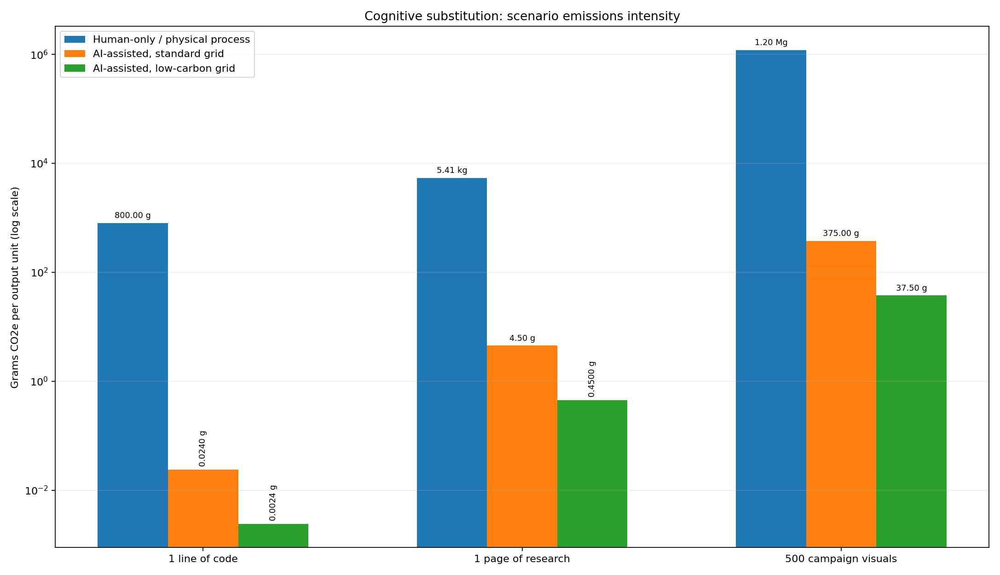 Cognitive substitution: scenario emissions intensity
Human-only / physical process
AI-assisted, standard grid
AI-assisted, low-carbon grid
Grams CO2e per output unit (log scale)
10⁶
10⁴
10²
10⁰
10⁻²
800.00 g
0.0240 g
0.0024 g
5.41 kg
4.50 g
0.4500 g
1.20 Mg
375.00 g
37.50 g
1 line of code
1 page of research
500 campaign visuals